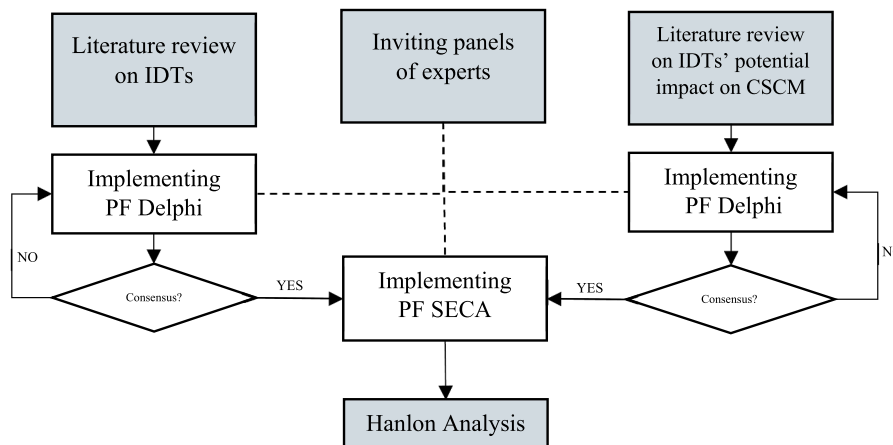 Literature review
on IDTs
Inviting panels
of experts
Literature review
on IDTs’ potential
impact on CSCM
Implementing
PF Delphi
Implementing
PF Delphi
NO
Consensus?
YES
Implementing
PF SECA
YES
Consensus?
N
Hanlon Analysis